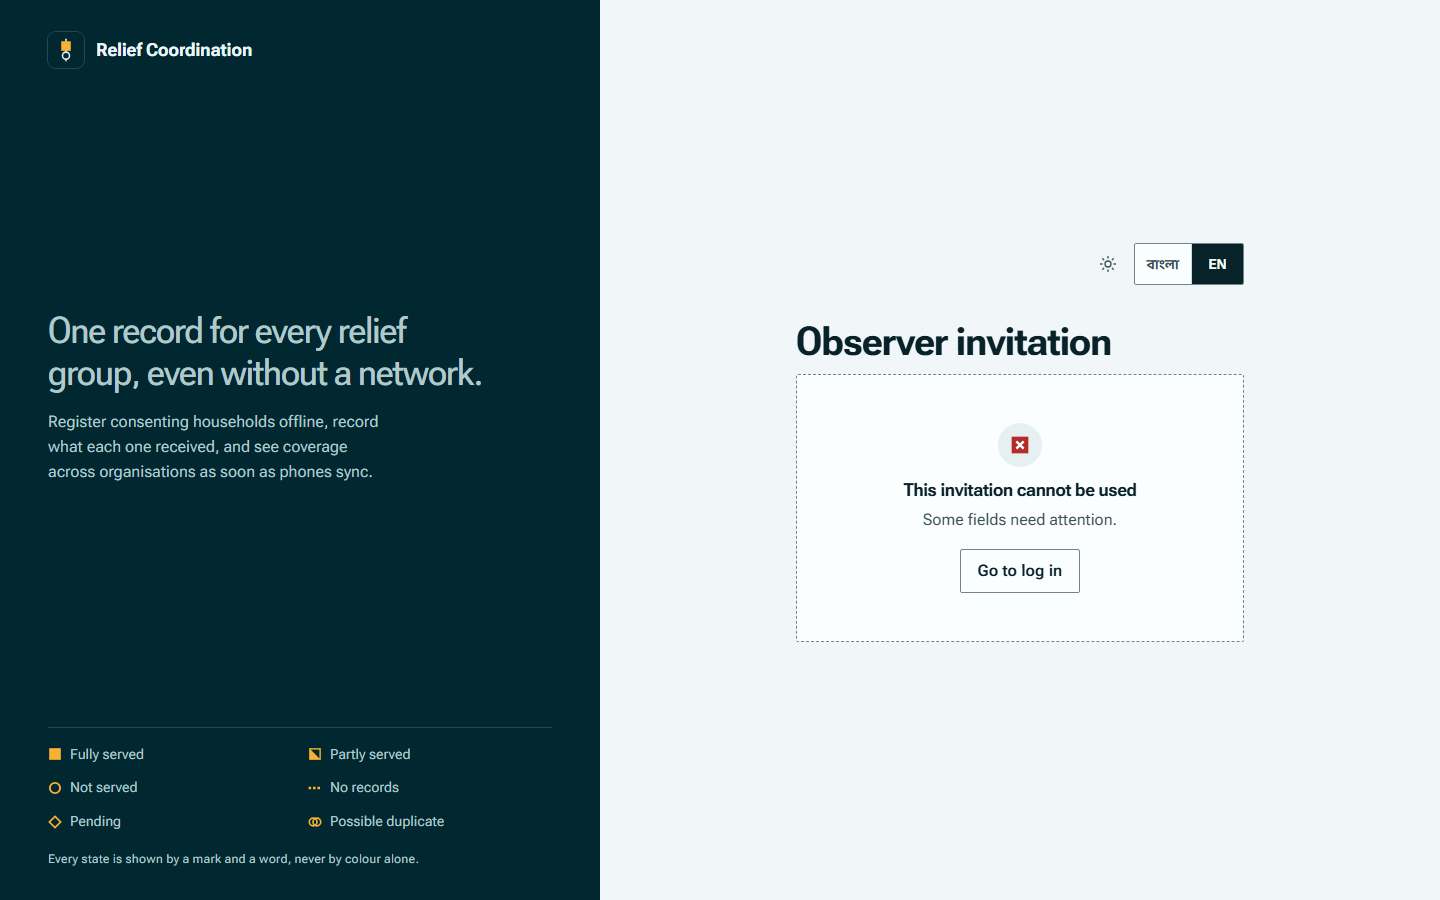 Relief Coordination
One record for every relief
group, even without a network.
Register consenting households offline, record
what each one received, and see coverage
across organisations as soon as phones sync.
Fully served
Partly served
Not served
No records
Pending
Possible duplicate
Every state is shown by a mark and a word, never by colour alone.
বাংলা
EN
Observer invitation
This invitation cannot be used
Some fields need attention.
Go to log in